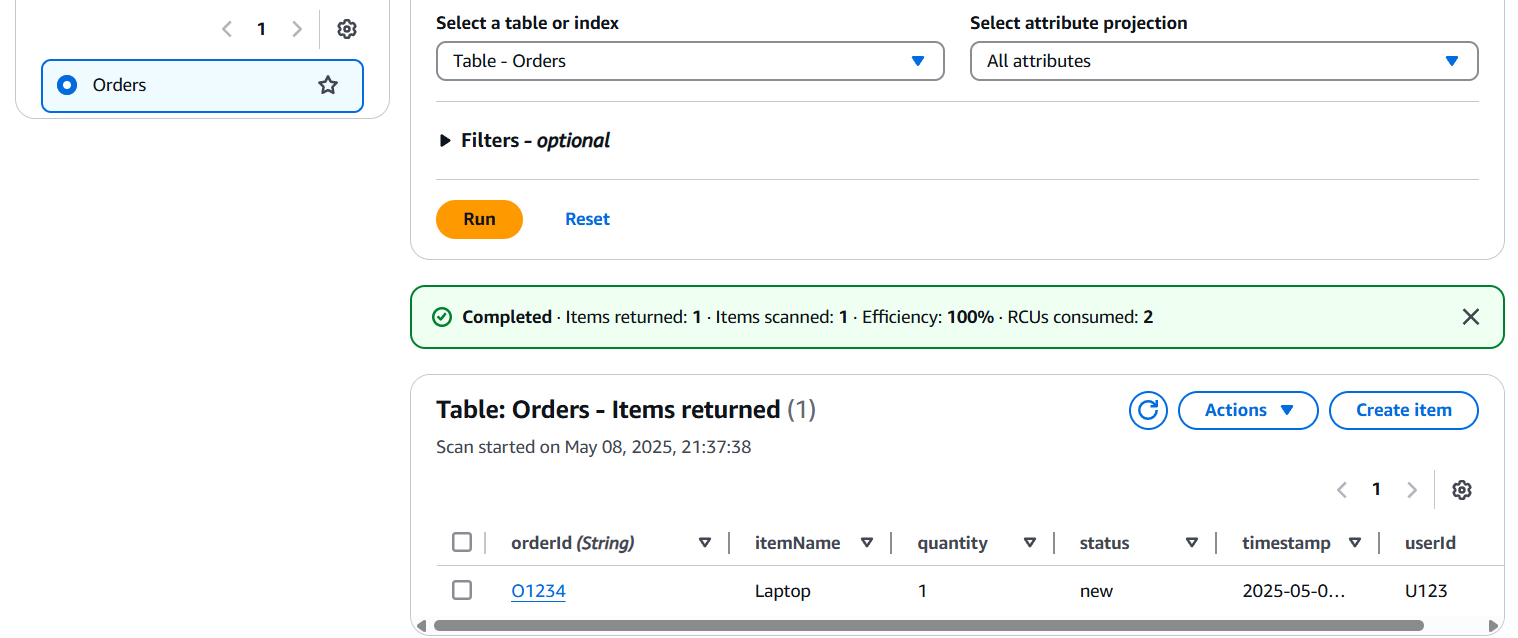 1
Orders
Select a table or index
Select attribute projection
Table - Orders
All attributes
Filters - optional
Run
Reset
Completed · Items returned: 1 · Items scanned: 1 · Efficiency: 100% · RCUs consumed: 2
Table: Orders - Items returned (1)
Actions
Create item
Scan started on May 08, 2025, 21:37:38
1
orderId (String)
itemName
quantity
status
timestamp
userId
O1234
Laptop
1
new
2025-05-0…
U123